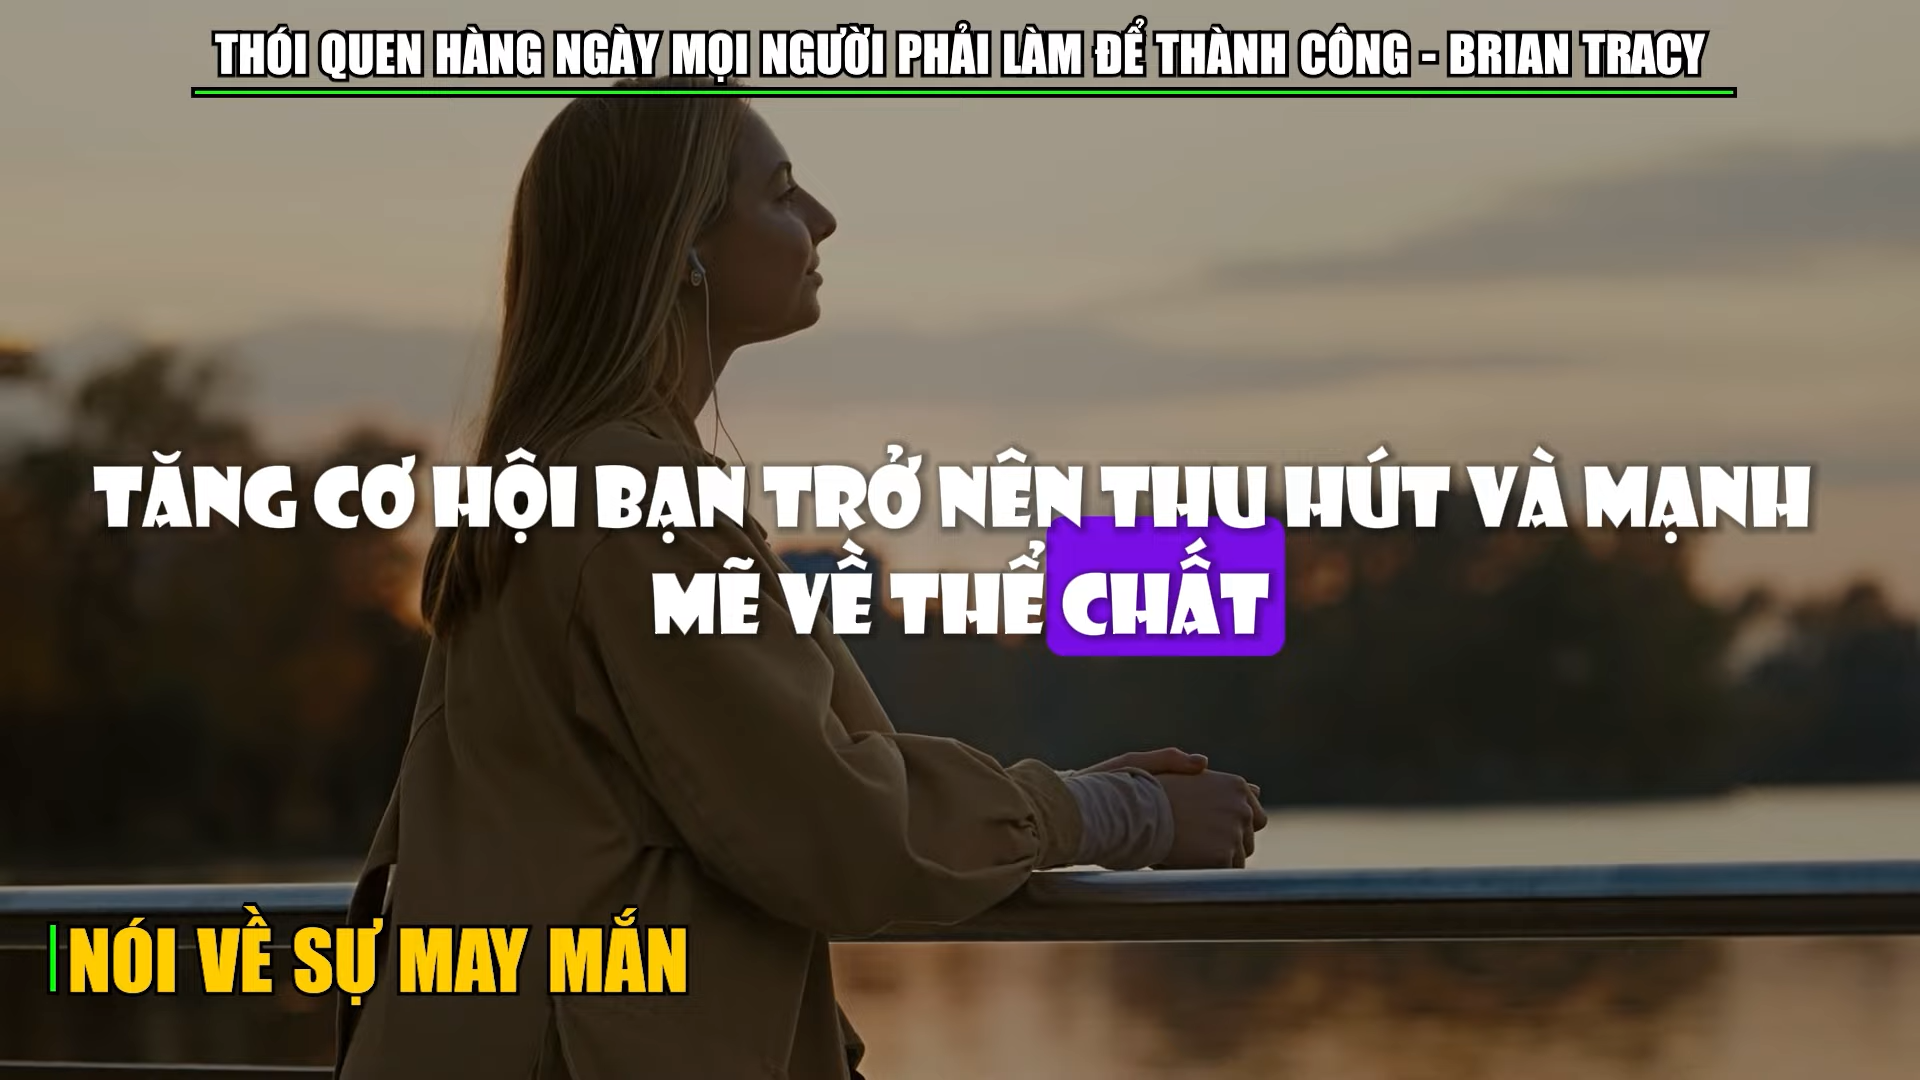 THÓI QUEN HÀNG NGÀY MỌI NGƯỜI PHẢI LÀM ĐỂ THÀNH CÔNG - BRIAN TRACY
TĂNG CƠ HỘI BẠN TRỞ NÊN THU HÚT VÀ MẠNH
MẼ VỀ THỂ CHẤT
NÓI VỀ SỰ MAY MẮN